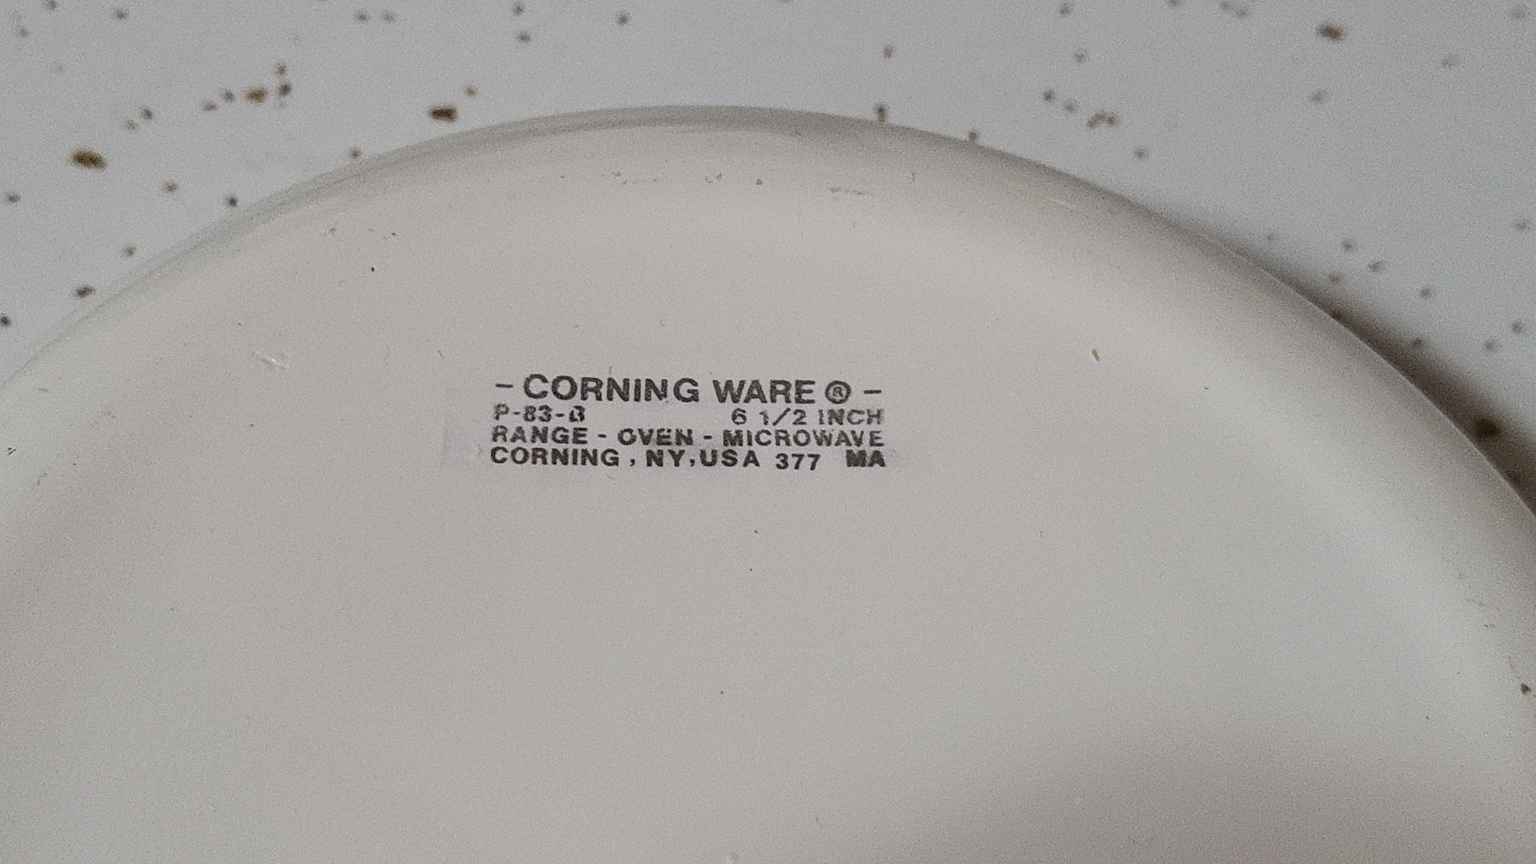 - CORNING WARE ® -
P-83-B 6 1/2 INCH
RANGE - OVEN - MICROWAVE
CORNING , NY, USA 377 MA